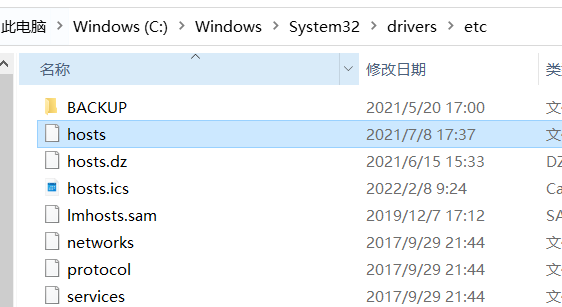 此电脑 > Windows (C:) > Windows > System32 > drivers > etc
名称 修改日期 类
BACKUP 2021/5/20 17:00 文
hosts 2021/7/8 17:37 文
hosts.dz 2021/6/15 15:33 DZ
hosts.ics 2022/2/8 9:24 Ca
lmhosts.sam 2019/12/7 17:12 SA
networks 2017/9/29 21:44 文
protocol 2017/9/29 21:44 文
services 2017/9/29 21:44 文